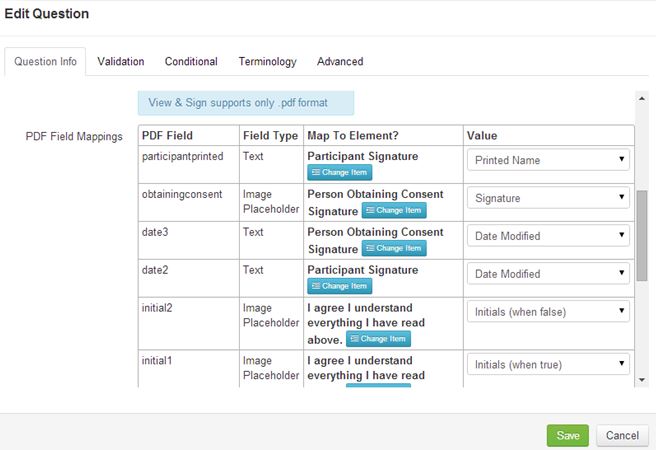 Edit Question
Question Info Validation Conditional Terminology Advanced
View & Sign supports only .pdf format
PDF Field Mappings
PDF Field Field Type Map To Element? Value
participantprinted Text Participant Signature Printed Name
Change Item
obtainingconsent Image Person Obtaining Consent Signature
Placeholder Signature Change Item
date3 Text Person Obtaining Consent Date Modified
Signature Change Item
date2 Text Participant Signature Date Modified
Change Item
initial2 Image I agree I understand Initials (when false)
Placeholder everything I have read
above. Change Item
initial1 Image I agree I understand Initials (when true)
Placeholder everything I have read
Save Cancel